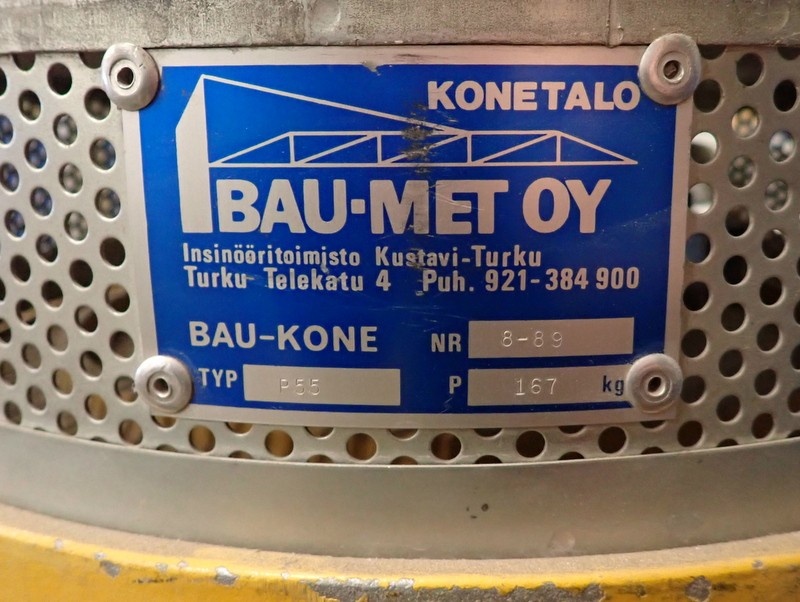 KONETALO
BAU-MET OY
Insinööritoimisto Kustavi-Turku
Turku Telekatu 4 Puh. 921-384 900
BAU-KONE NR 8-89
TYP P55 P 167 kg